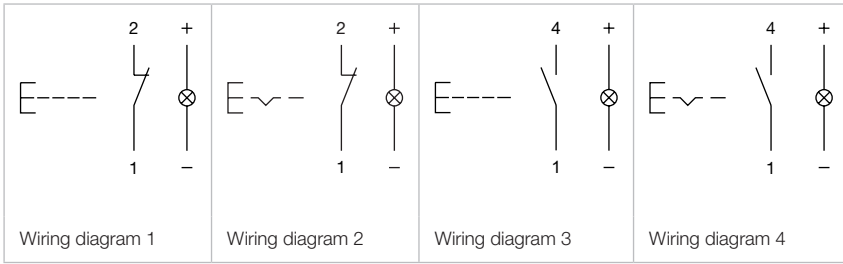 2 + 2 + 4 + 4 +
1 – 1 – 1 – 1 –
Wiring diagram 1 Wiring diagram 2 Wiring diagram 3 Wiring diagram 4